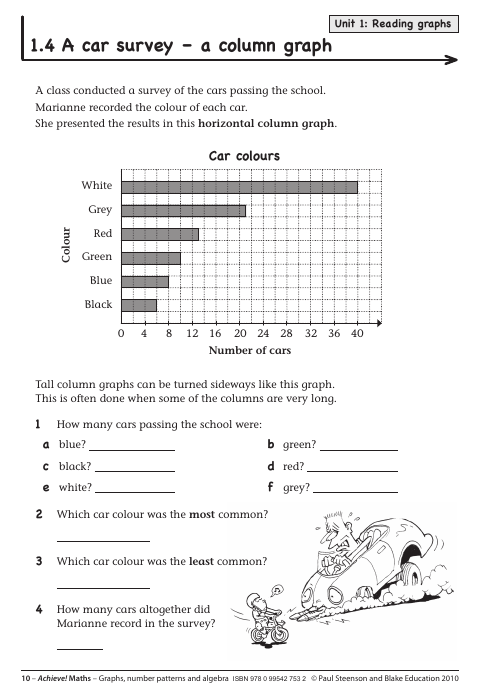 Unit 1: Reading graphs
1.4 A car survey – a column graph
A class conducted a survey of the cars passing the school.
Marianne recorded the colour of each car.
She presented the results in this horizontal column graph.
Car colours
White
Grey
Red
Green
Blue
Black
Colour
0 4 8 12 16 20 24 28 32 36 40
Number of cars
Tall column graphs can be turned sideways like this graph.
This is often done when some of the columns are very long.
1 How many cars passing the school were:
a blue? b green?
c black? d red?
e white? f grey?
2 Which car colour was the most common?
3 Which car colour was the least common?
4 How many cars altogether did
Marianne record in the survey?
10 – Achieve! Maths – Graphs, number patterns and algebra ISBN 978 0 99542 753 2 © Paul Steenson and Blake Education 2010